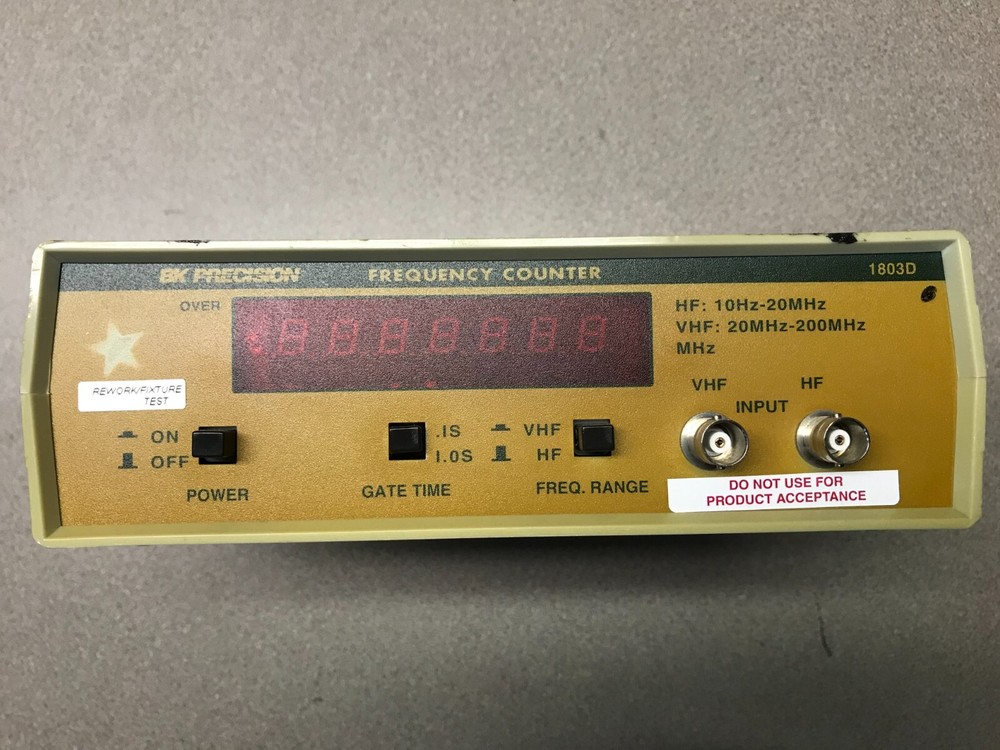 BK PRECISION FREQUENCY COUNTER 1803D
OVER
HF: 10Hz-20MHz
VHF: 20MHz-200MHz
MHz
VHF HF
INPUT
REWORK/FIXTURE
TEST
ON
OFF
POWER
.1S
1.0S
GATE TIME
VHF
HF
FREQ. RANGE
DO NOT USE FOR
PRODUCT ACCEPTANCE